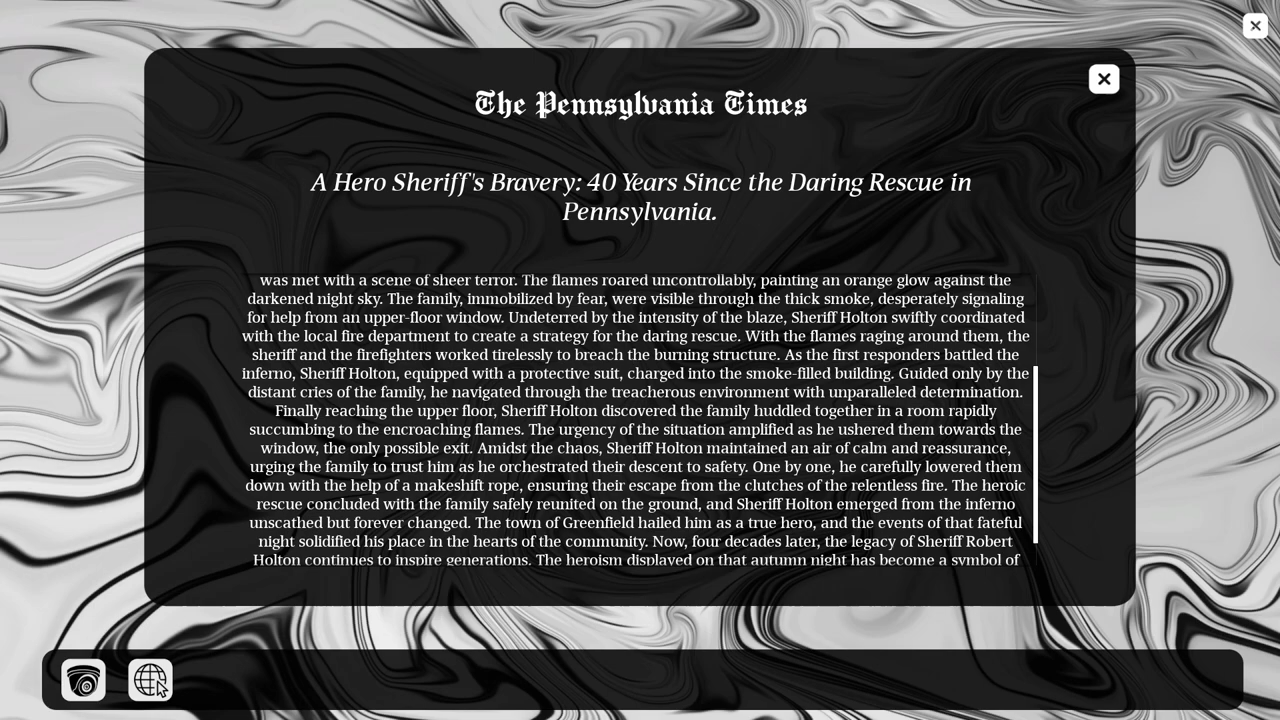 The Pennsylvania Times
A Hero Sheriff's Bravery: 40 Years Since the Daring Rescue in
Pennsylvania.
was met with a scene of sheer terror. The flames roared uncontrollably, painting an orange glow against the
darkened night sky. The family, immobilized by fear, were visible through the thick smoke, desperately signaling
for help from an upper-floor window. Undeterred by the intensity of the blaze, Sheriff Holton swiftly coordinated
with the local fire department to create a strategy for the daring rescue. With the flames raging around them, the
sheriff and the firefighters worked tirelessly to breach the burning structure. As the first responders battled the
inferno, Sheriff Holton, equipped with a protective suit, charged into the smoke-filled building. Guided only by the
distant cries of the family, he navigated through the treacherous environment with unparalleled determination.
Finally reaching the upper floor, Sheriff Holton discovered the family huddled together in a room rapidly
succumbing to the encroaching flames. The urgency of the situation amplified as he ushered them towards the
window, the only possible exit. Amidst the chaos, Sheriff Holton maintained an air of calm and reassurance,
urging the family to trust him as he orchestrated their descent to safety. One by one, he carefully lowered them
down with the help of a makeshift rope, ensuring their escape from the clutches of the relentless fire. The heroic
rescue concluded with the family safely reunited on the ground, and Sheriff Holton emerged from the inferno
unscathed but forever changed. The town of Greenfield hailed him as a true hero, and the events of that fateful
night solidified his place in the hearts of the community. Now, four decades later, the legacy of Sheriff Robert
Holton continues to inspire generations. The heroism displayed on that autumn night has become a symbol of